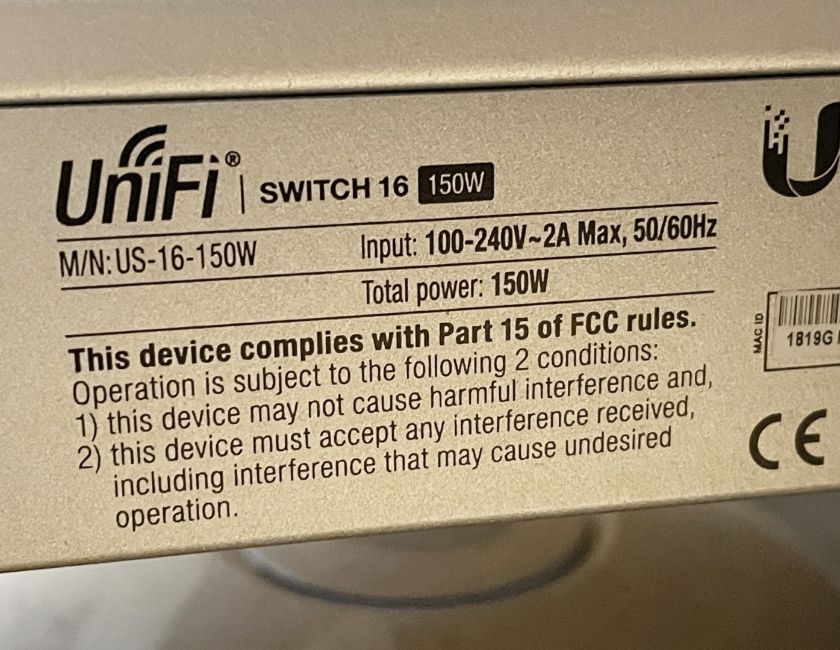 UniFi® | SWITCH 16 150W
M/N: US-16-150W Input: 100-240V~2A Max, 50/60Hz
Total power: 150W
This device complies with Part 15 of FCC rules.
Operation is subject to the following 2 conditions:
1) this device may not cause harmful interference and,
2) this device must accept any interference received,
including interference that may cause undesired
operation.
U
MAC ID
1819G
CE